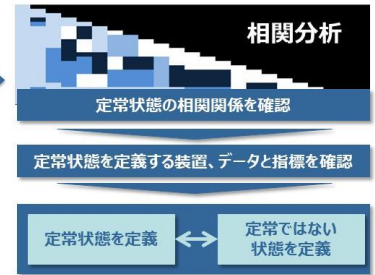 相関分析
定常状態の相関関係を確認
定常状態を定義する装置、データと指標を確認
定常状態を定義
定常ではない
状態を定義